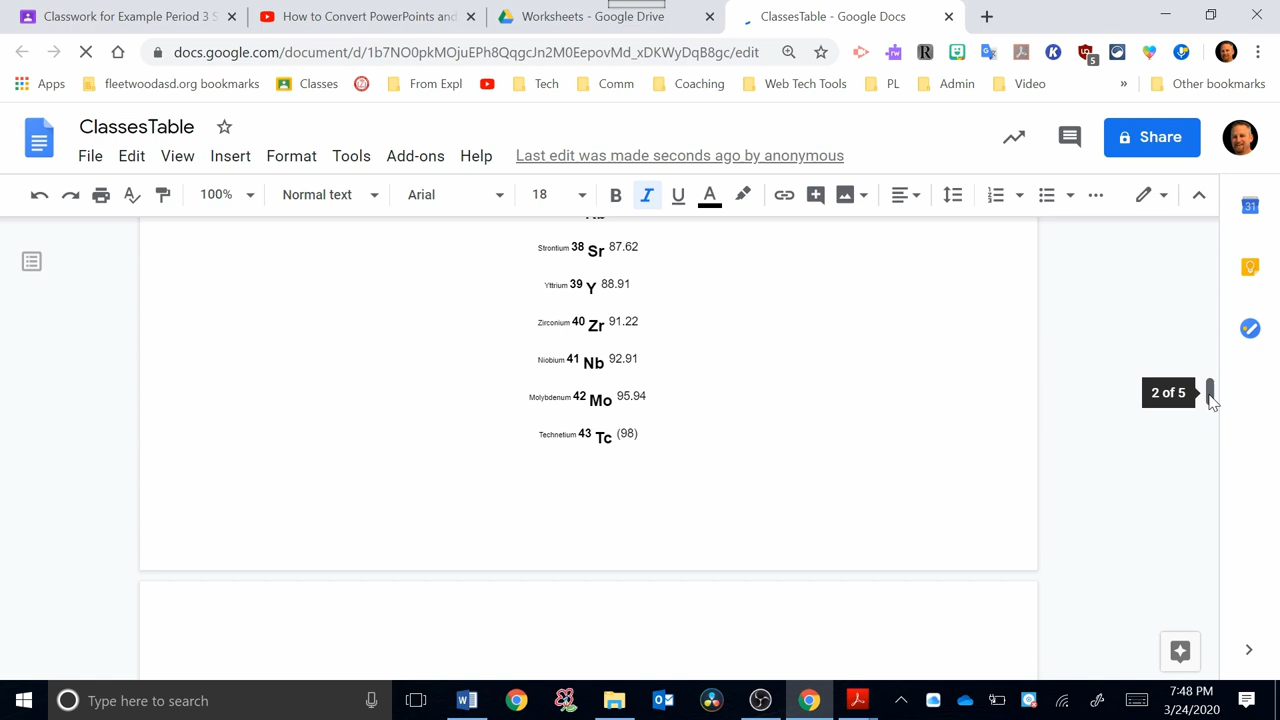 Classwork for Example Period 3 S
How to Convert PowerPoints an
Worksheets - Google Drive
ClassesTable - Google Docs
docs.google.com/document/d/1b7NO0pkMOjuEPh8QqgrJn2M0EepovMd_xDKWyDqB8gc/edit
5
Apps
fleetwoodasd.org bookmarks
Classes
From Expl
Tech
Comm
Coaching
Web Tech Tools
PL
Admin
Video
»
Other bookmarks
ClassesTable
File Edit View Insert Format Tools Add-ons Help
Last edit was made seconds ago by anonymous
Share
100% Normal text Arial 18 B I U A
31
Strontium 38 Sr 87.62
Yttrium 39 Y 88.91
Zirconium 40 Zr 91.22
Niobium 41 Nb 92.91
Molybdenum 42 Mo 95.94
Technetium 43 Tc (98)
2 of 5
Type here to search
7:48 PM
3/24/2020